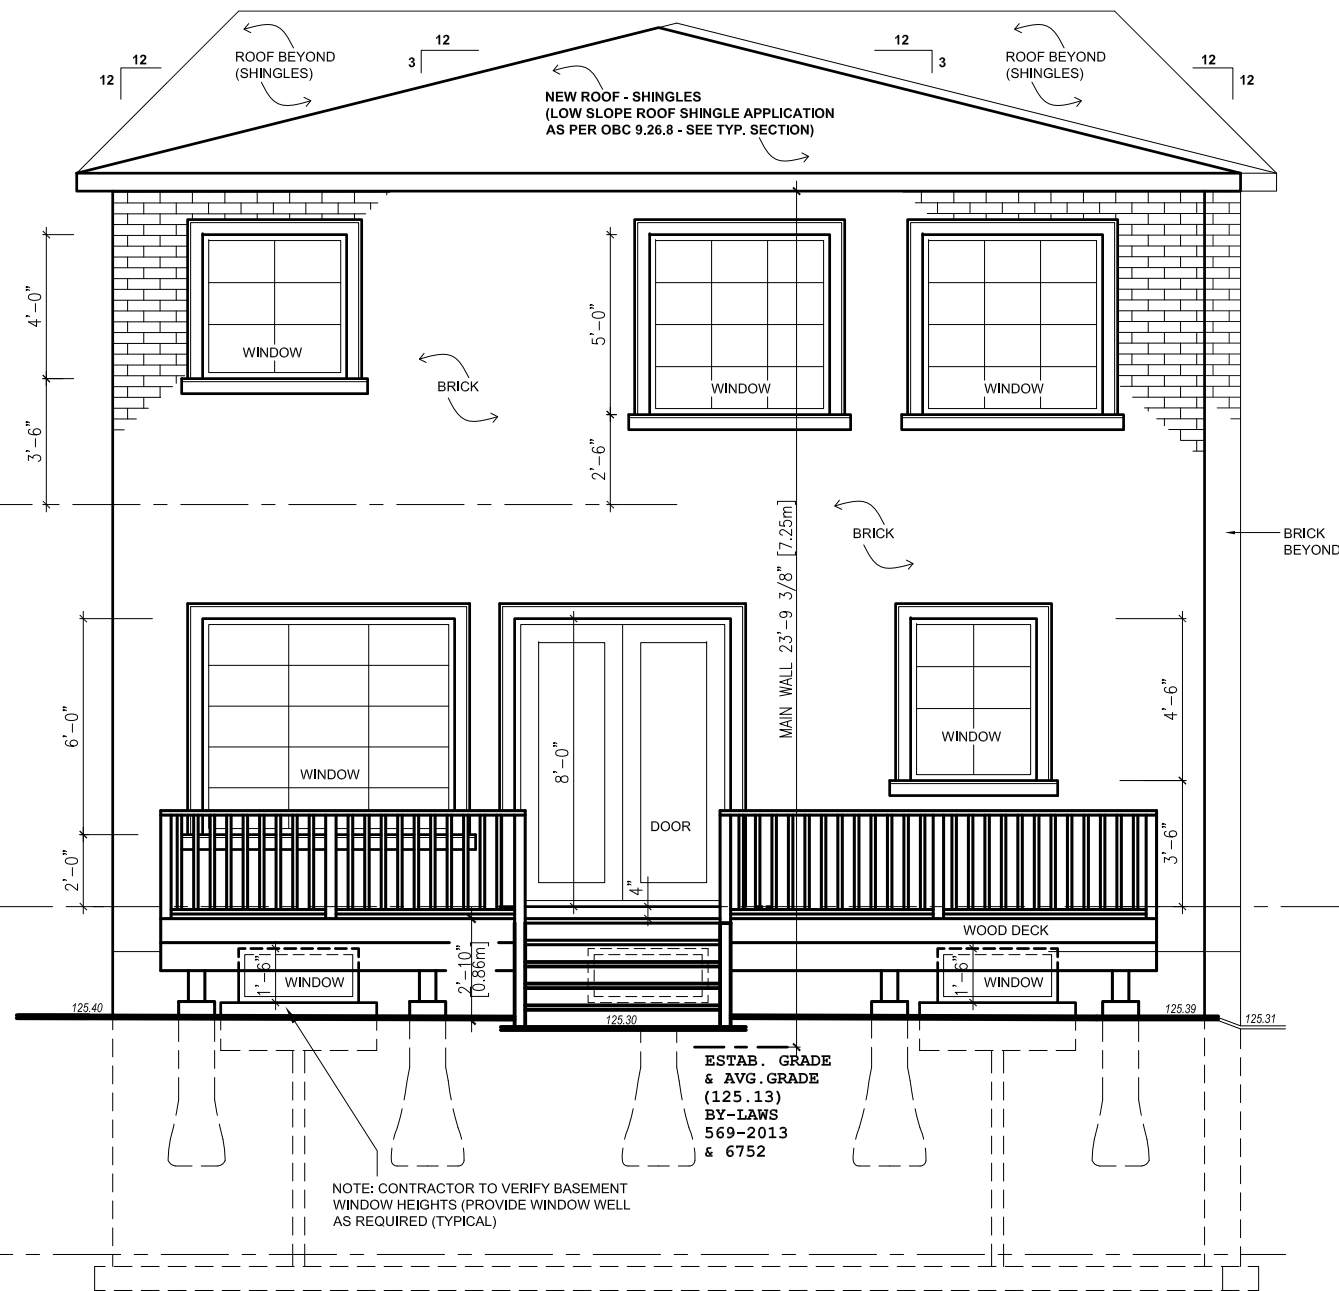 ROOF BEYOND
(SHINGLES)
12
12
12
3
NEW ROOF - SHINGLES
(LOW SLOPE ROOF SHINGLE APPLICATION
AS PER OBC 9.26.8 - SEE TYP. SECTION)
12
3
ROOF BEYOND
(SHINGLES)
12
12
4'-0"
WINDOW
5'-0"
WINDOW
WINDOW
BRICK
3'-6"
2'-6"
MAIN WALL 23'-9 3/8" [7.25m]
BRICK
BRICK
BEYOND
6'-0"
WINDOW
8'-0"
DOOR
WINDOW
4'-6"
2'-0"
4"
3'-6"
WOOD DECK
1'-6"
WINDOW
2'-10"
[0.86m]
1'-6"
WINDOW
125.40
125.30
125.39
125.31
ESTAB. GRADE
& AVG.GRADE
(125.13)
BY-LAWS
569-2013
& 6752
NOTE: CONTRACTOR TO VERIFY BASEMENT
WINDOW HEIGHTS (PROVIDE WINDOW WELL
AS REQUIRED (TYPICAL)